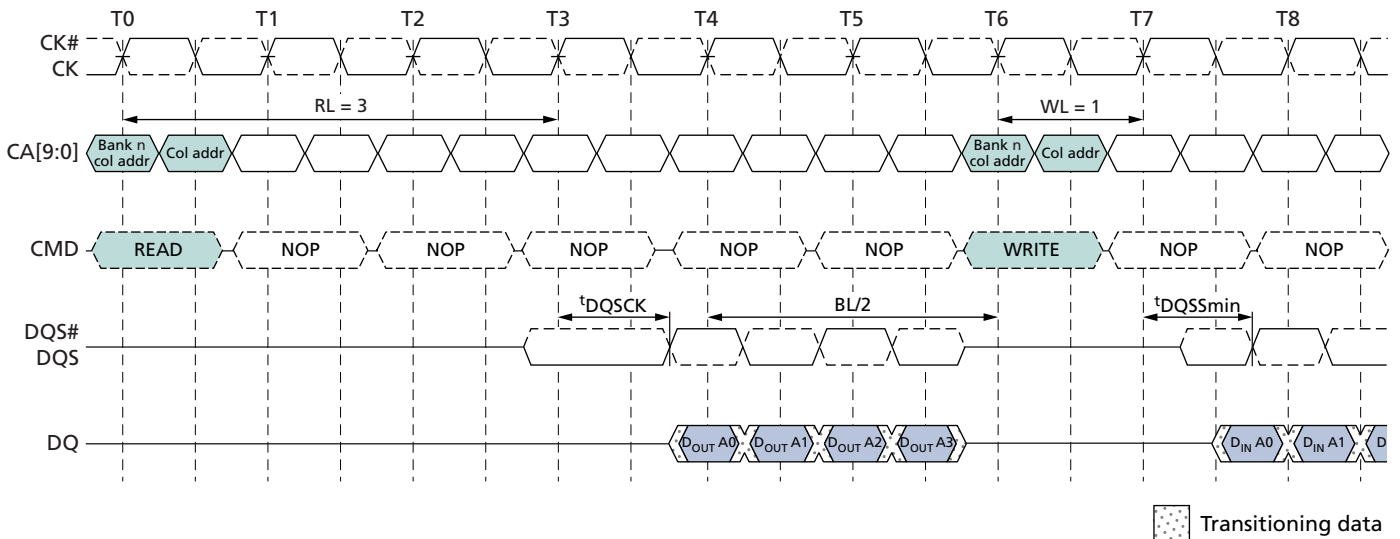 T0 T1 T2 T3 T4 T5 T6 T7 T8
CK#
CK
RL = 3 WL = 1
CA[9:0] Bank n col addr Col addr Bank n col addr Col addr
CMD READ NOP NOP NOP NOP NOP WRITE NOP NOP
tDQSCK BL/2 tDQSSmin
DQS#
DQS
DQ DOUT A0 DOUT A1 DOUT A2 DOUT A3 DIN A0 DIN A1 D
Transitioning data